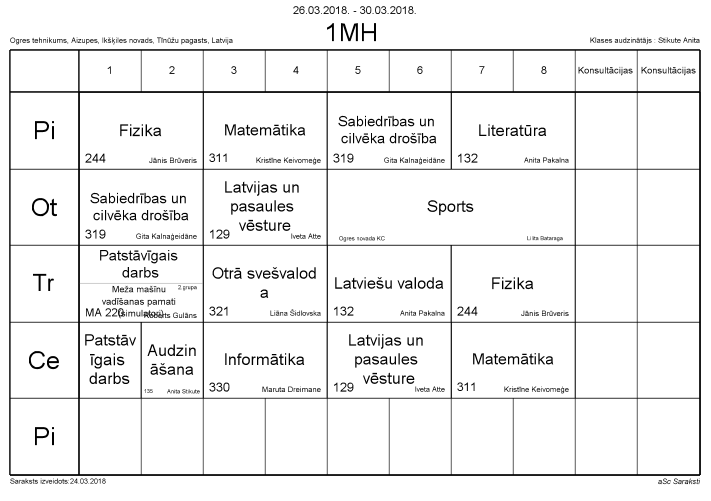 26.03.2018. - 30.03.2018.
1MH
Ogres tehnikums, Aizupes, Ikšķiles novads, Tīnūžu pagasts, Latvija
Klases audzinātājs : Stikute Anita
1 2 3 4 5 6 7 8 Konsultācijas Konsultācijas
Pi
Fizika
244 Jānis Brūveris
Matemātika
311 Kristīne Keivomeģe
Sabiedrības un
cilvēka drošība
319 Gita Kalnaģeidāne
Literatūra
132 Anita Pakalna
Ot
Sabiedrības un
cilvēka drošība
319 Gita Kalnaģeidāne
Latvijas un
pasaules
vēsture
129 Iveta Atte
Sports
Ogres novada KC Lilita Bataraga
Tr
Patstāvīgais
darbs
Meža mašīnu 2.grupa
vadīšanas pamati
(simulatori)
MA 220 Roberts Gulāns
Otrā svešvalod
a
321 Liāna Šidlovska
Latviešu valoda
132 Anita Pakalna
Fizika
244 Jānis Brūveris
Ce
Patstāv
īgais
darbs
Audzin
āšana
135 Anita Stikute
Informātika
330 Maruta Dreimane
Latvijas un
pasaules
vēsture
129 Iveta Atte
Matemātika
311 Kristīne Keivomeģe
Pi
Saraksts izveidots:24.03.2018
aSc Saraksti